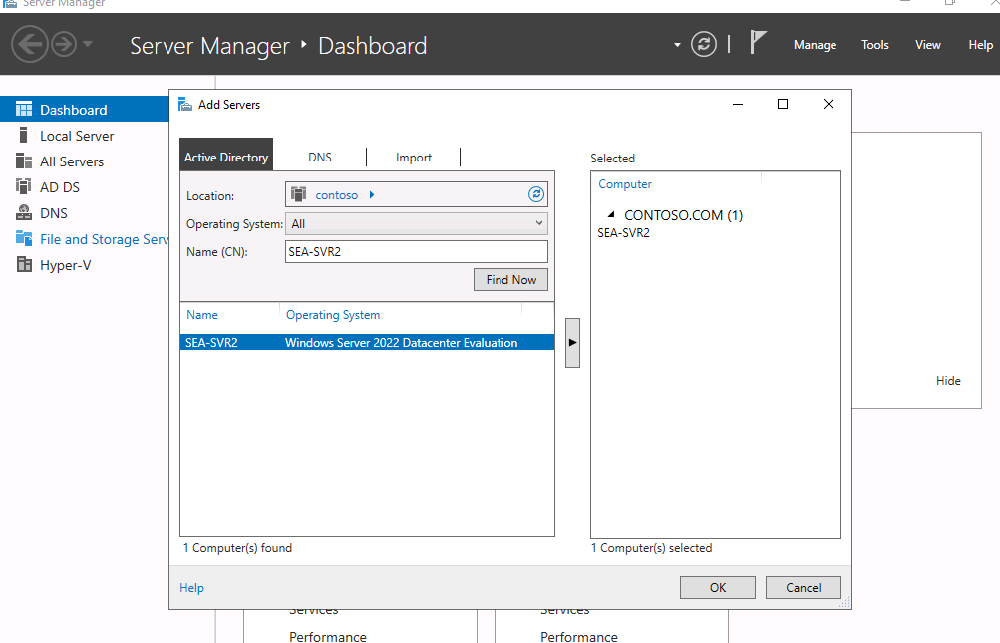 Server Manager
Server Manager Dashboard
Manage Tools View Help
Dashboard
Local Server
All Servers
AD DS
DNS
File and Storage Serv
Hyper-V
Add Servers
Active Directory DNS Import
Location: contoso
Operating System: All
Name (CN): SEA-SVR2
Find Now
Name Operating System
SEA-SVR2 Windows Server 2022 Datacenter Evaluation
1 Computer(s) found
Selected
Computer
CONTOSO.COM (1)
SEA-SVR2
1 Computer(s) selected
Help OK Cancel
Hide
Services Services
Performance Performance